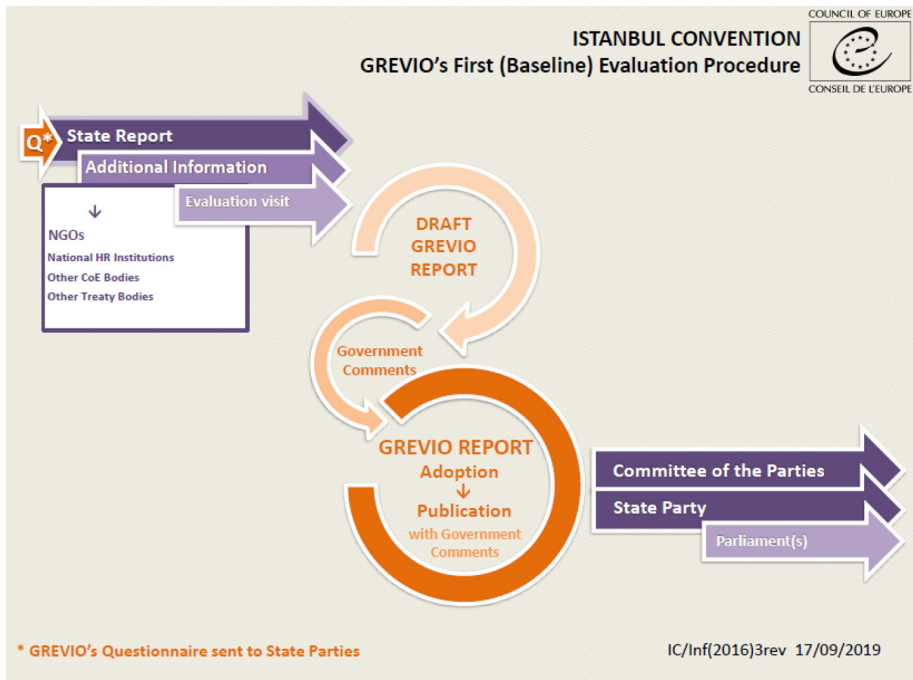 COUNCIL OF EUROPE
CONSEIL DE L'EUROPE
ISTANBUL CONVENTION
GREVIO's First (Baseline) Evaluation Procedure
Q*
State Report
Additional Information
Evaluation visit
↓
NGOs
National HR Institutions
Other CoE Bodies
Other Treaty Bodies
DRAFT
GREVIO
REPORT
Government
Comments
GREVIO REPORT
Adoption
↓
Publication
with Government
Comments
Committee of the Parties
State Party
Parliament(s)
* GREVIO's Questionnaire sent to State Parties
IC/Inf(2016)3rev 17/09/2019